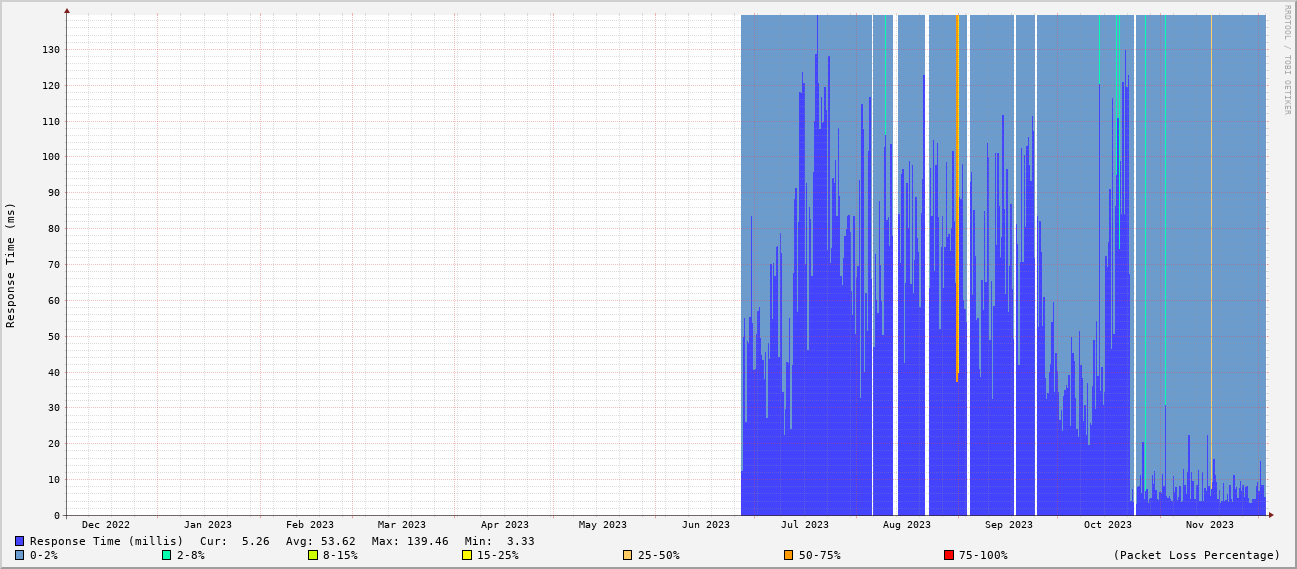 RRDTOOL / TOBI OETIKER
Response Time (ms)
130
120
110
100
90
80
70
60
50
40
30
20
10
0
Dec 2022 Jan 2023 Feb 2023 Mar 2023 Apr 2023 May 2023 Jun 2023 Jul 2023 Aug 2023 Sep 2023 Oct 2023 Nov 2023
Response Time (millis) Cur: 5.26 Avg: 53.62 Max: 139.46 Min: 3.33
0-2% 2-8% 8-15% 15-25% 25-50% 50-75% 75-100% (Packet Loss Percentage)